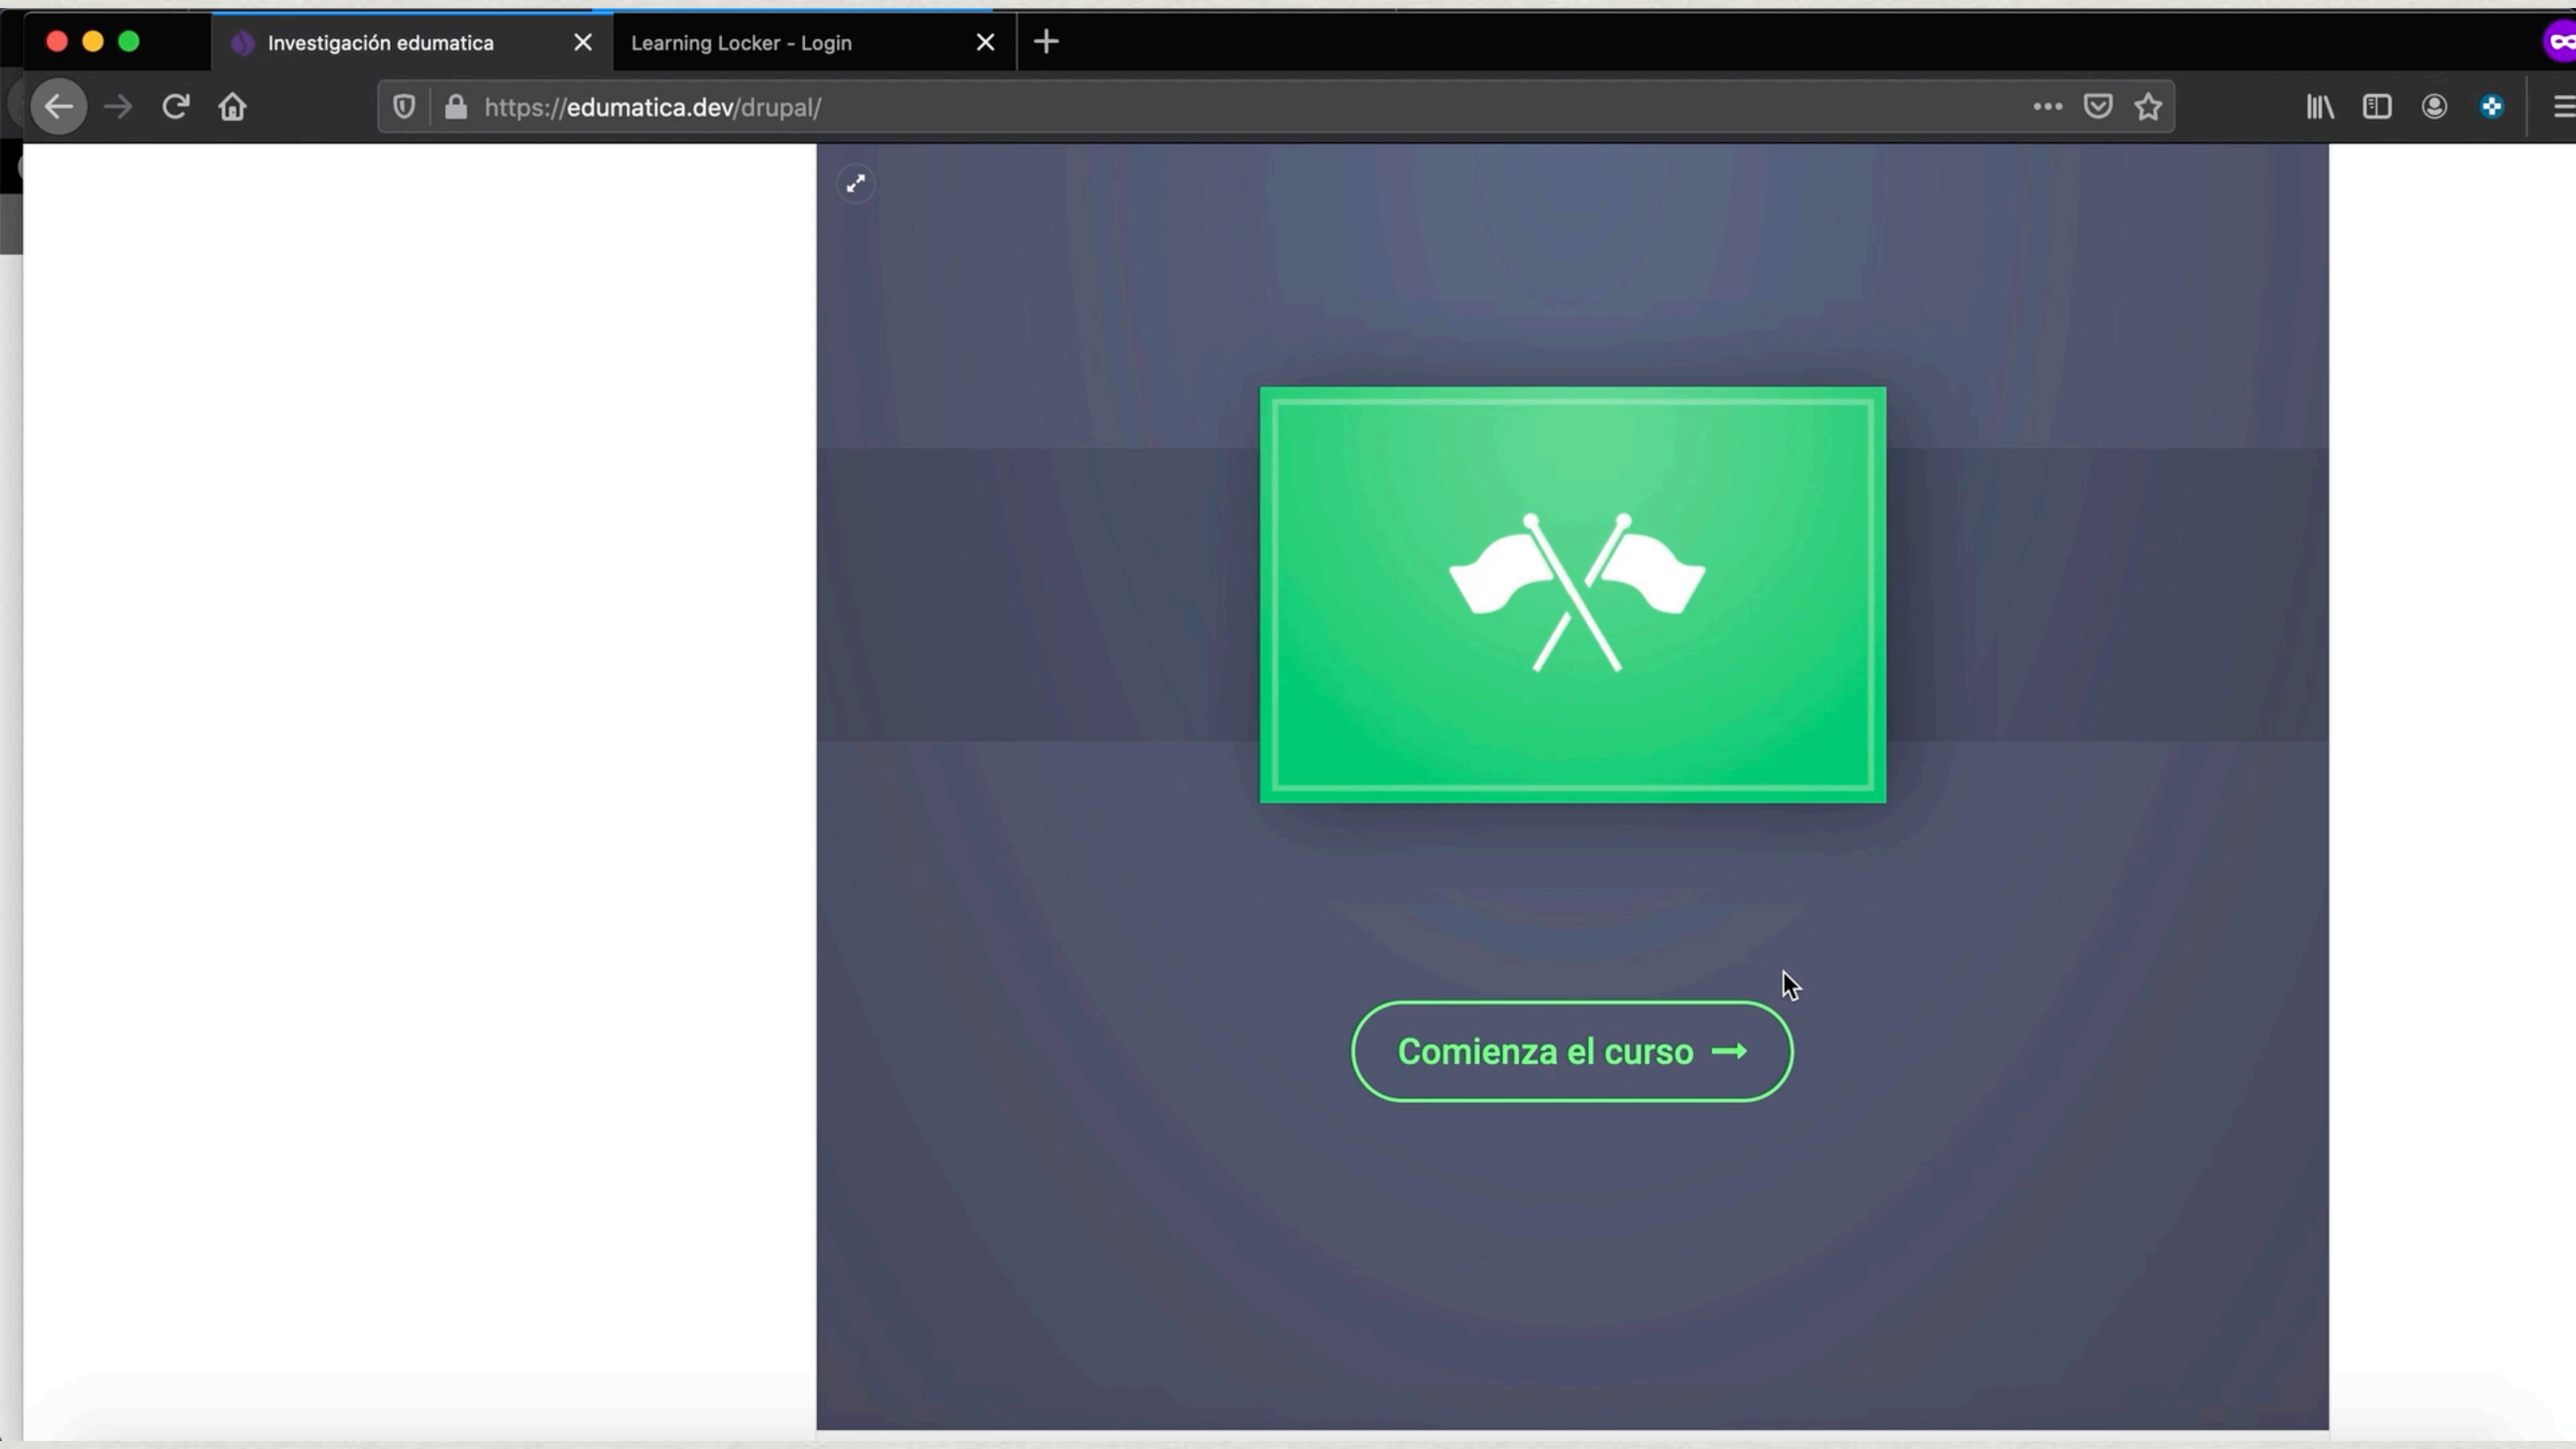 Investigación edumatica
Learning Locker - Login
https://edumatica.dev/drupal/
Comienza el curso